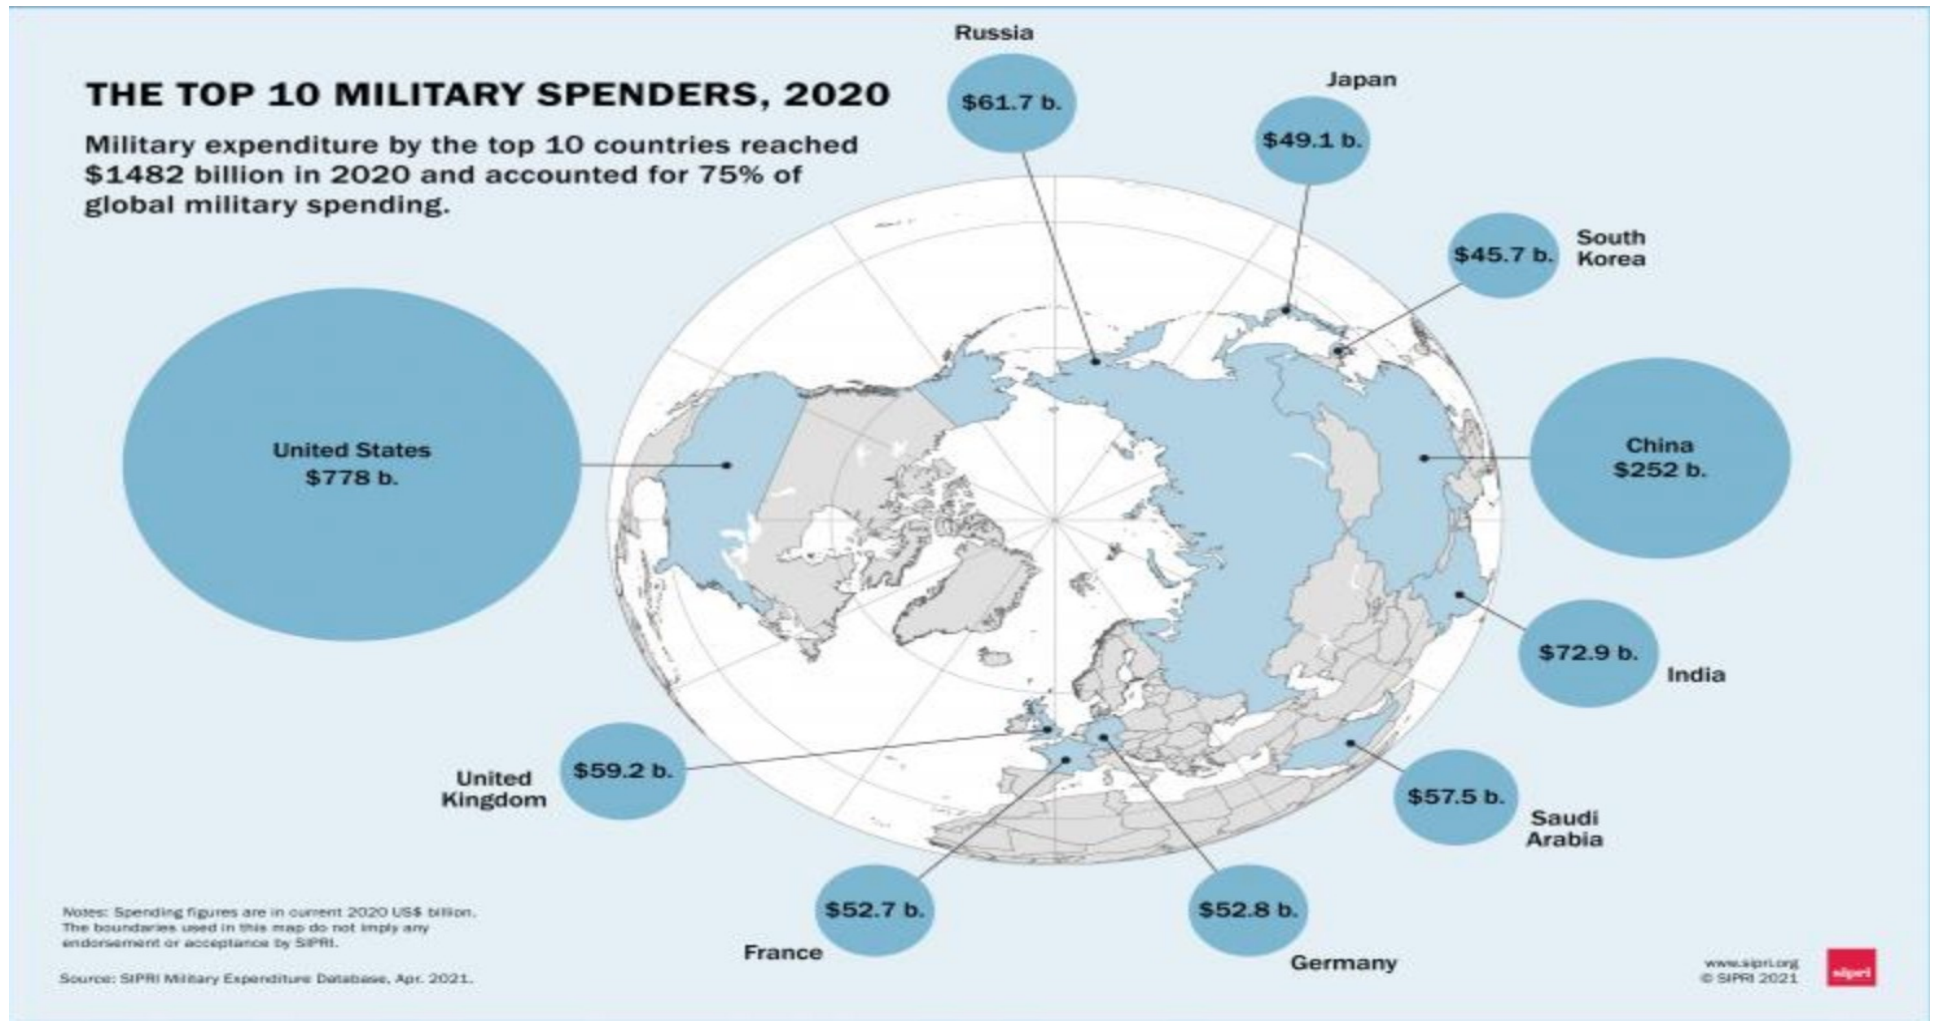 THE TOP 10 MILITARY SPENDERS, 2020
Military expenditure by the top 10 countries reached
$1482 billion in 2020 and accounted for 75% of
global military spending.
Russia
$61.7 b.
Japan
$49.1 b.
South
Korea
$45.7 b.
United States
$778 b.
China
$252 b.
$72.9 b.
India
United
Kingdom
$59.2 b.
$57.5 b.
Saudi
Arabia
$52.7 b.
France
$52.8 b.
Germany
Notes: Spending figures are in current 2020 US$ billion.
The boundaries used in this map do not imply any
endorsement or acceptance by SIPRI.
Source: SIPRI Military Expenditure Database, Apr. 2021.
www.sipri.org
© SIPRI 2021
sipri